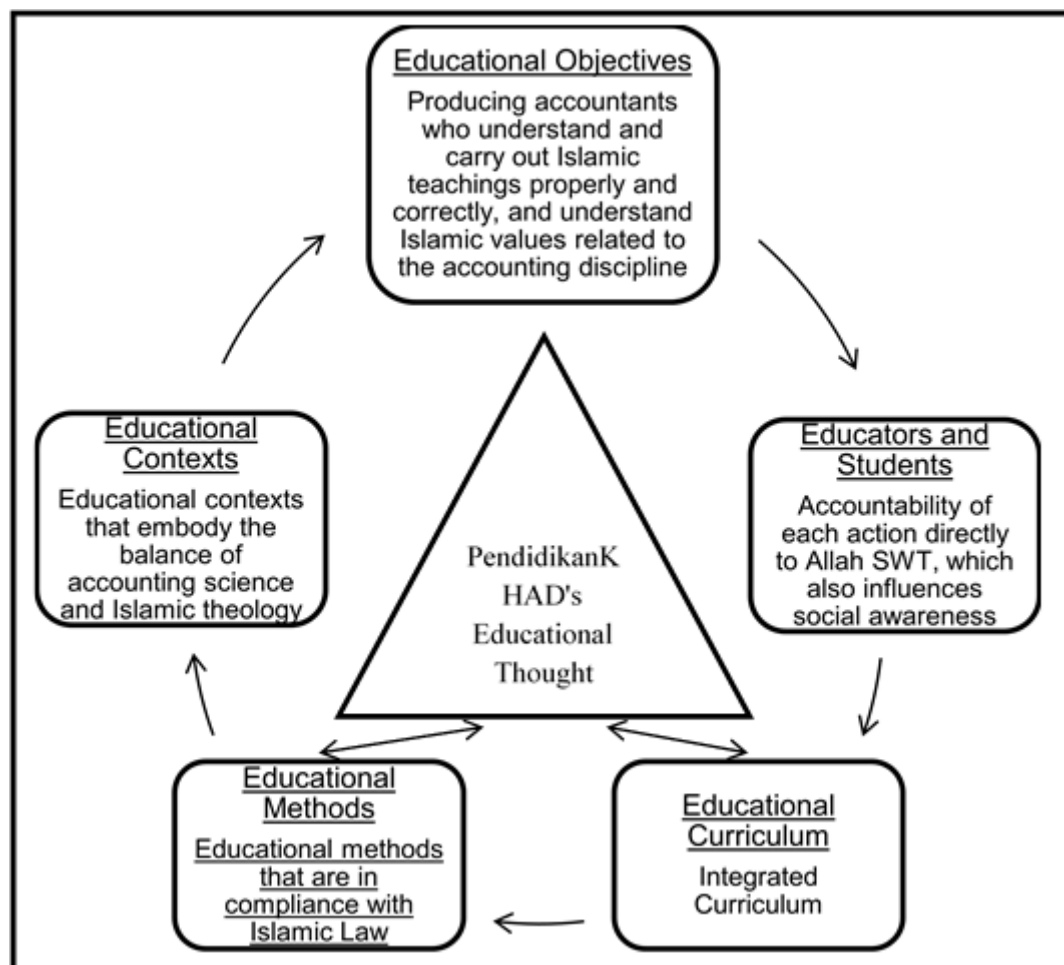 Educational Objectives
Producing accountants
who understand and
carry out Islamic
teachings properly and
correctly, and understand
Islamic values related to
the accounting discipline
Educators and
Students
Accountability of
each action directly
to Allah SWT, which
also influences
social awareness
Educational
Curriculum
Integrated
Curriculum
Educational
Methods
Educational methods
that are in
compliance with
Islamic Law
Educational
Contexts
Educational contexts
that embody the
balance of
accounting science
and Islamic theology
PendidikanK
HAD's
Educational
Thought